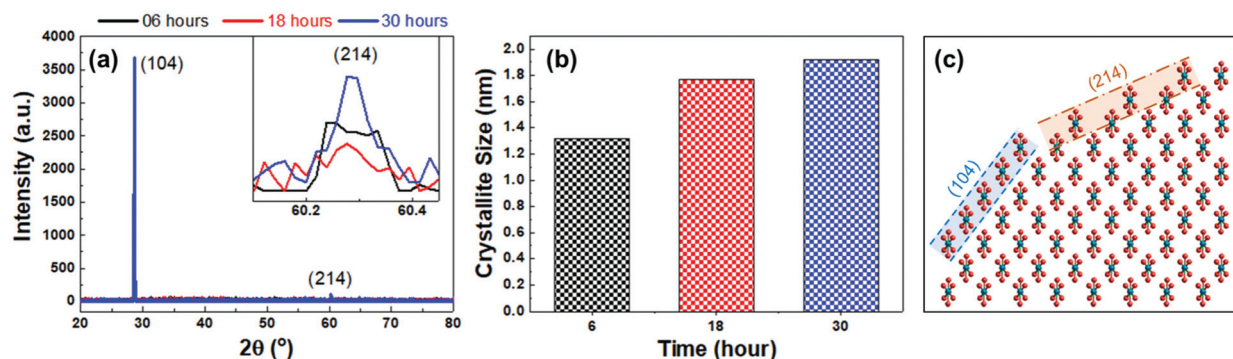 06 hours 18 hours 30 hours
(a)
(104)
(214)
(214)
60.2 60.4
4000
3500
3000
2500
2000
1500
1000
500
0
20 30 40 50 60 70 80
Intensity (a.u.)
2θ (°)
(b)
2.0
1.8
1.6
1.4
1.2
1.0
0.8
0.6
0.4
0.2
0.0
6 18 30
Crystallite Size (nm)
Time (hour)
(c)
(214)
(104)